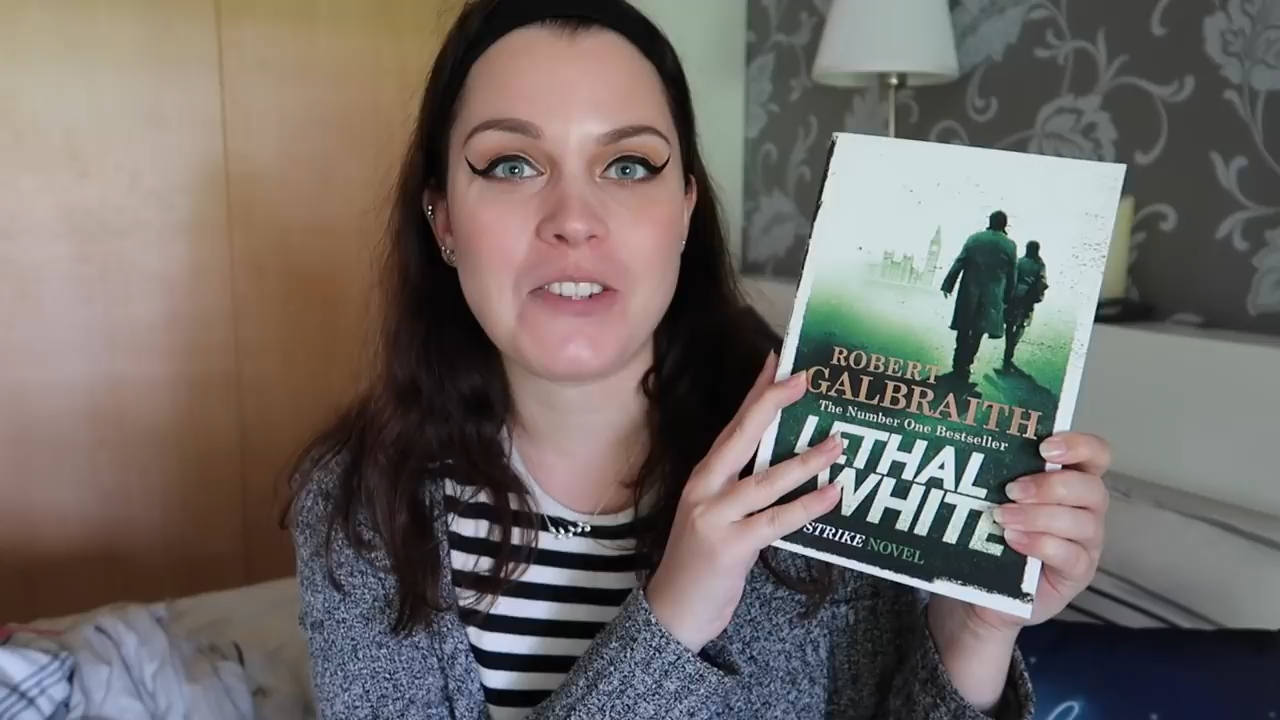 ROBERT
GALBRAITH
The Number One Bestseller
LETHAL
WHITE
STRIKE NOVEL